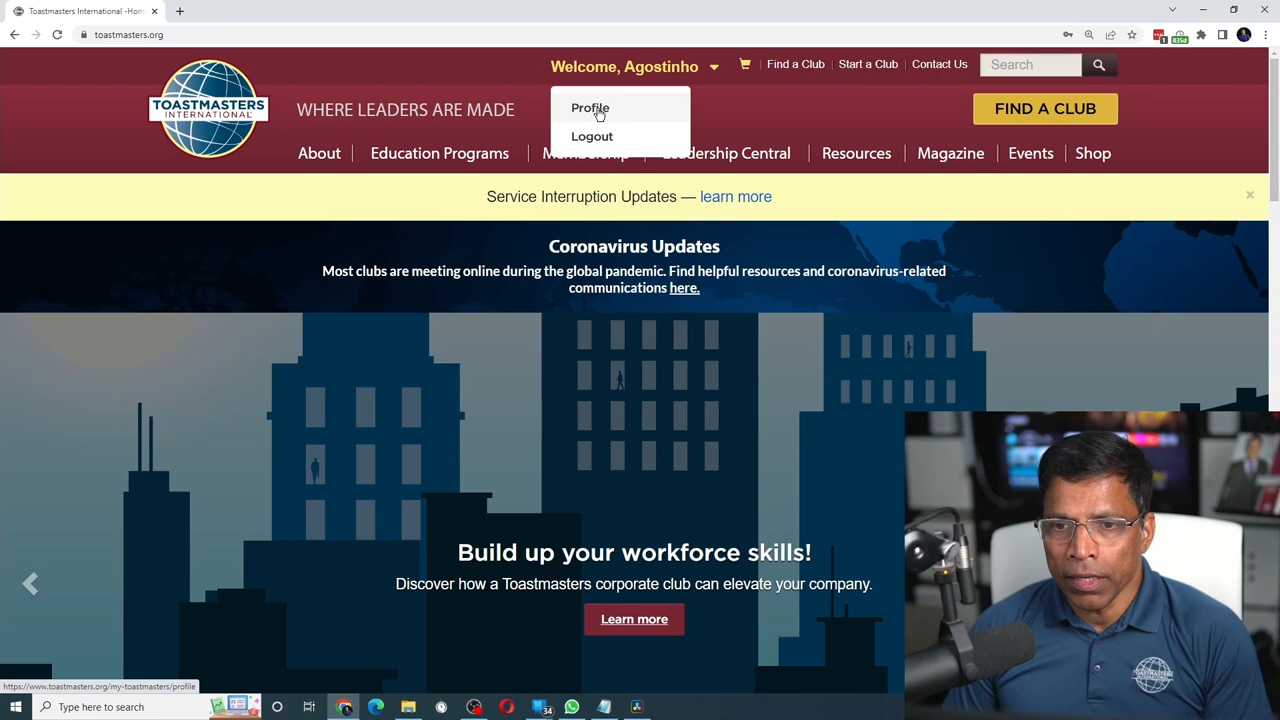 Toastmasters International -Hom
toastmasters.org
1
835d
Welcome, Agostinho
Find a Club
Start a Club
Contact Us
Search
TOASTMASTERS
INTERNATIONAL
WHERE LEADERS ARE MADE
Profile
Logout
FIND A CLUB
About
Education Programs
Membership
Leadership Central
Resources
Magazine
Events
Shop
Service Interruption Updates — learn more
×
Coronavirus Updates
Most clubs are meeting online during the global pandemic. Find helpful resources and coronavirus-related
communications here.
Build up your workforce skills!
Discover how a Toastmasters corporate club can elevate your company.
Learn more
https://www.toastmasters.org/my-toastmasters/profile
Type here to search
34